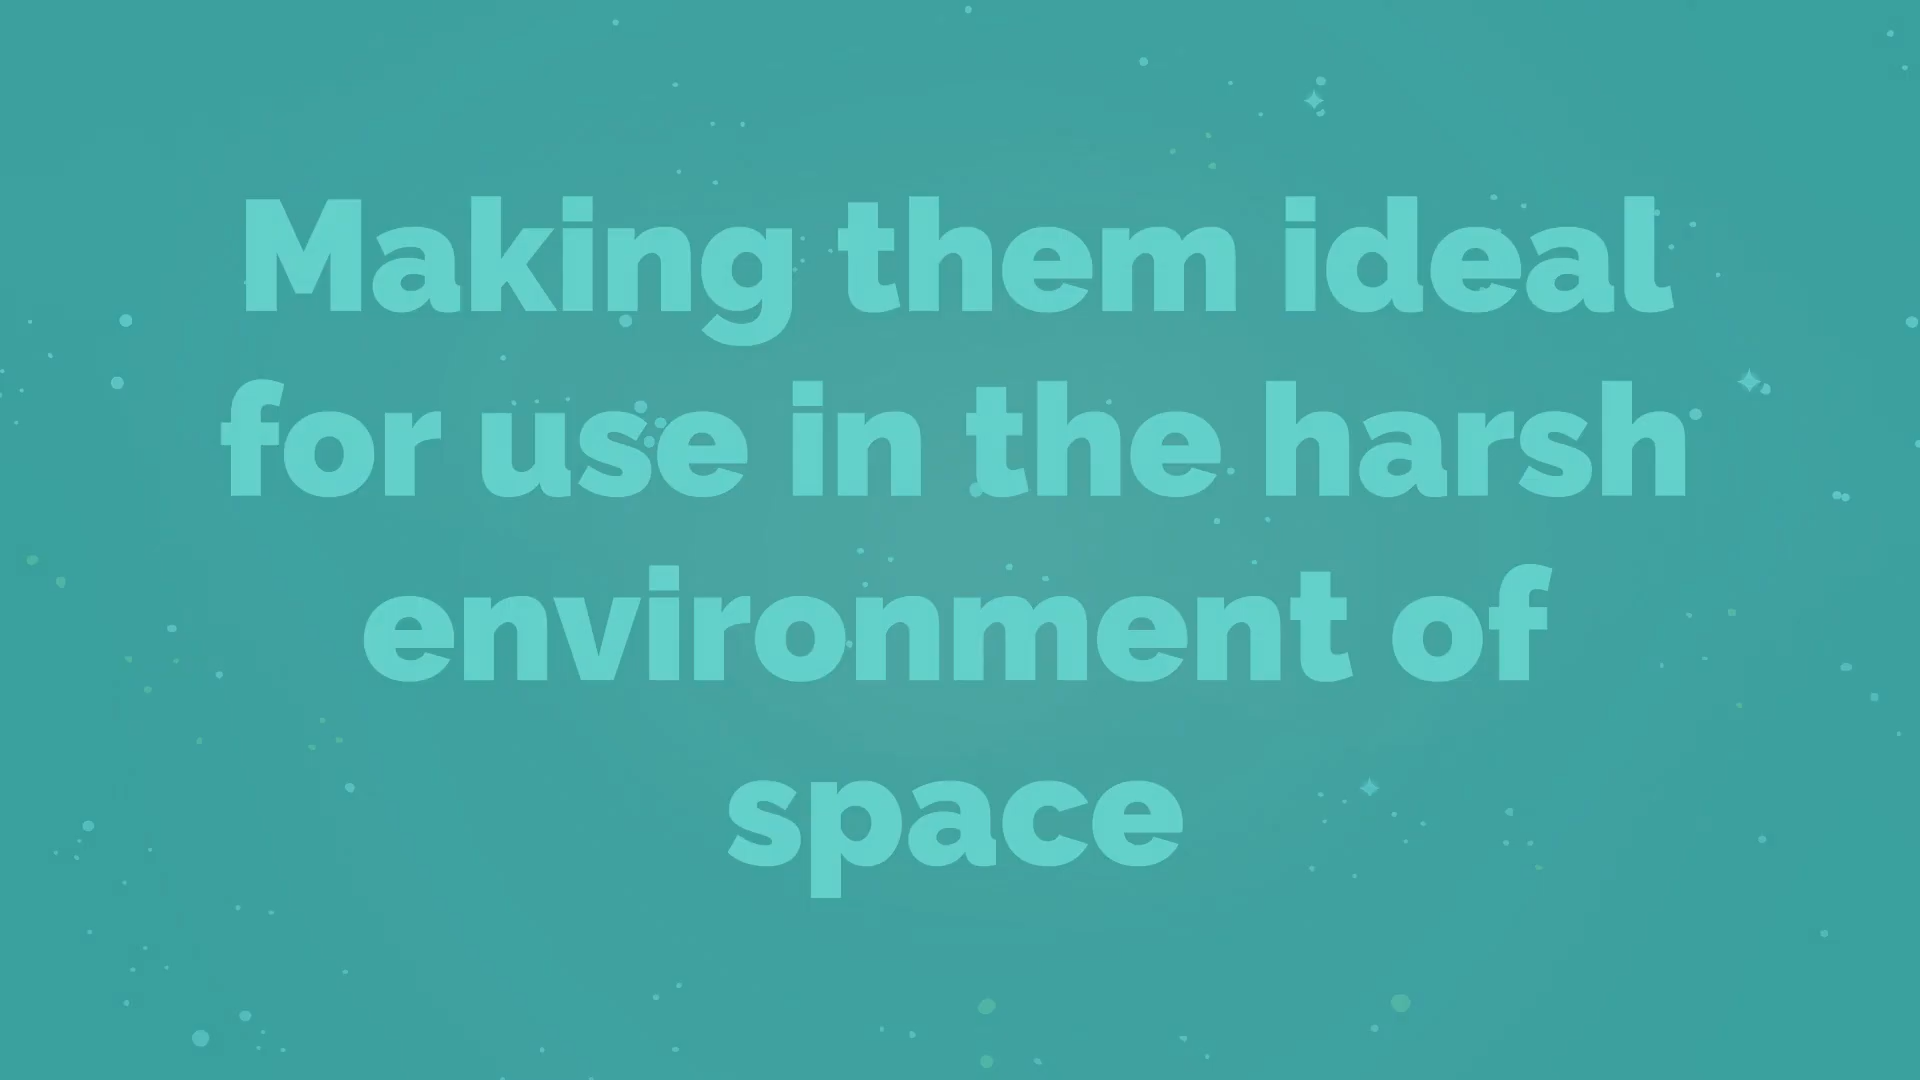 Making them ideal
for use in the harsh
environment of
space